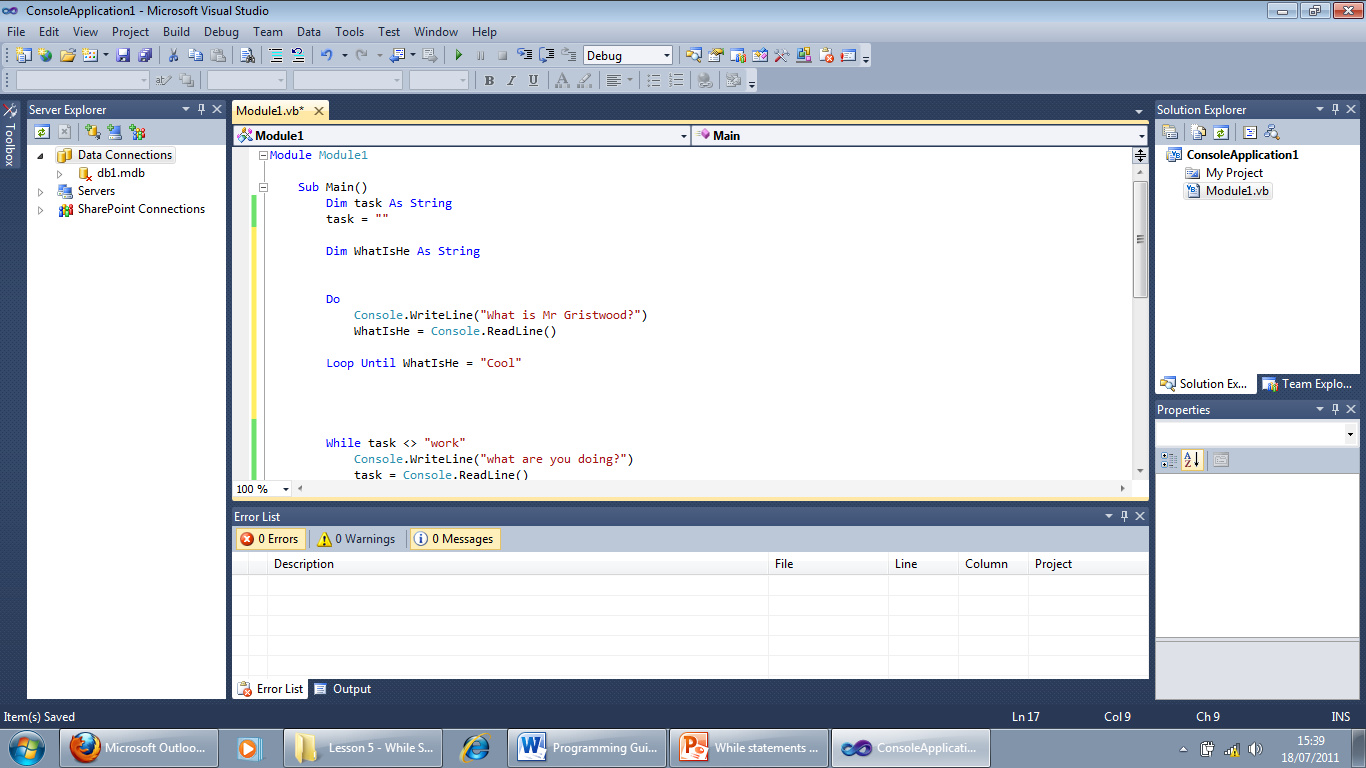 ConsoleApplication1 - Microsoft Visual Studio
File Edit View Project Build Debug Team Data Tools Test Window Help
Debug
B I U A
Toolbox
Server Explorer
Data Connections
db1.mdb
Servers
SharePoint Connections
Module1.vb*
Module1 Main
Module Module1
Sub Main()
Dim task As String
task = ""
Dim WhatIsHe As String
Do
Console.WriteLine("What is Mr Gristwood?")
WhatIsHe = Console.ReadLine()
Loop Until WhatIsHe = "Cool"
While task <> "work"
Console.WriteLine("what are you doing?")
task = Console.ReadLine()
100 %
Error List
0 Errors 0 Warnings 0 Messages
Description File Line Column Project
Error List Output
Solution Explorer
ConsoleApplication1
My Project
Module1.vb
Solution Ex... Team Explo...
Properties
Item(s) Saved Ln 17 Col 9 Ch 9 INS
Microsoft Outloo... Lesson 5 - While S... Programming Gui... While statements ... ConsoleApplicati... 15:39
18/07/2011